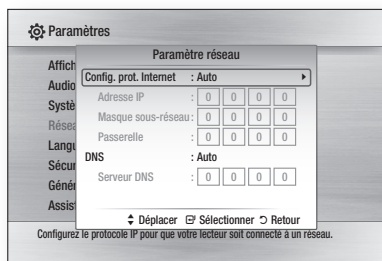 Paramètres
Paramètre réseau
Affich
Audio
Systè
Résea
Langu
Sécur
Génér
Assis
Config. prot. Internet : Auto
Adresse IP : 0 0 0 0
Masque sous-réseau : 0 0 0 0
Passerelle : 0 0 0 0
DNS : Auto
Serveur DNS : 0 0 0 0
Déplacer Sélectionner Retour
Configurez le protocole IP pour que votre lecteur soit connecté à un réseau.